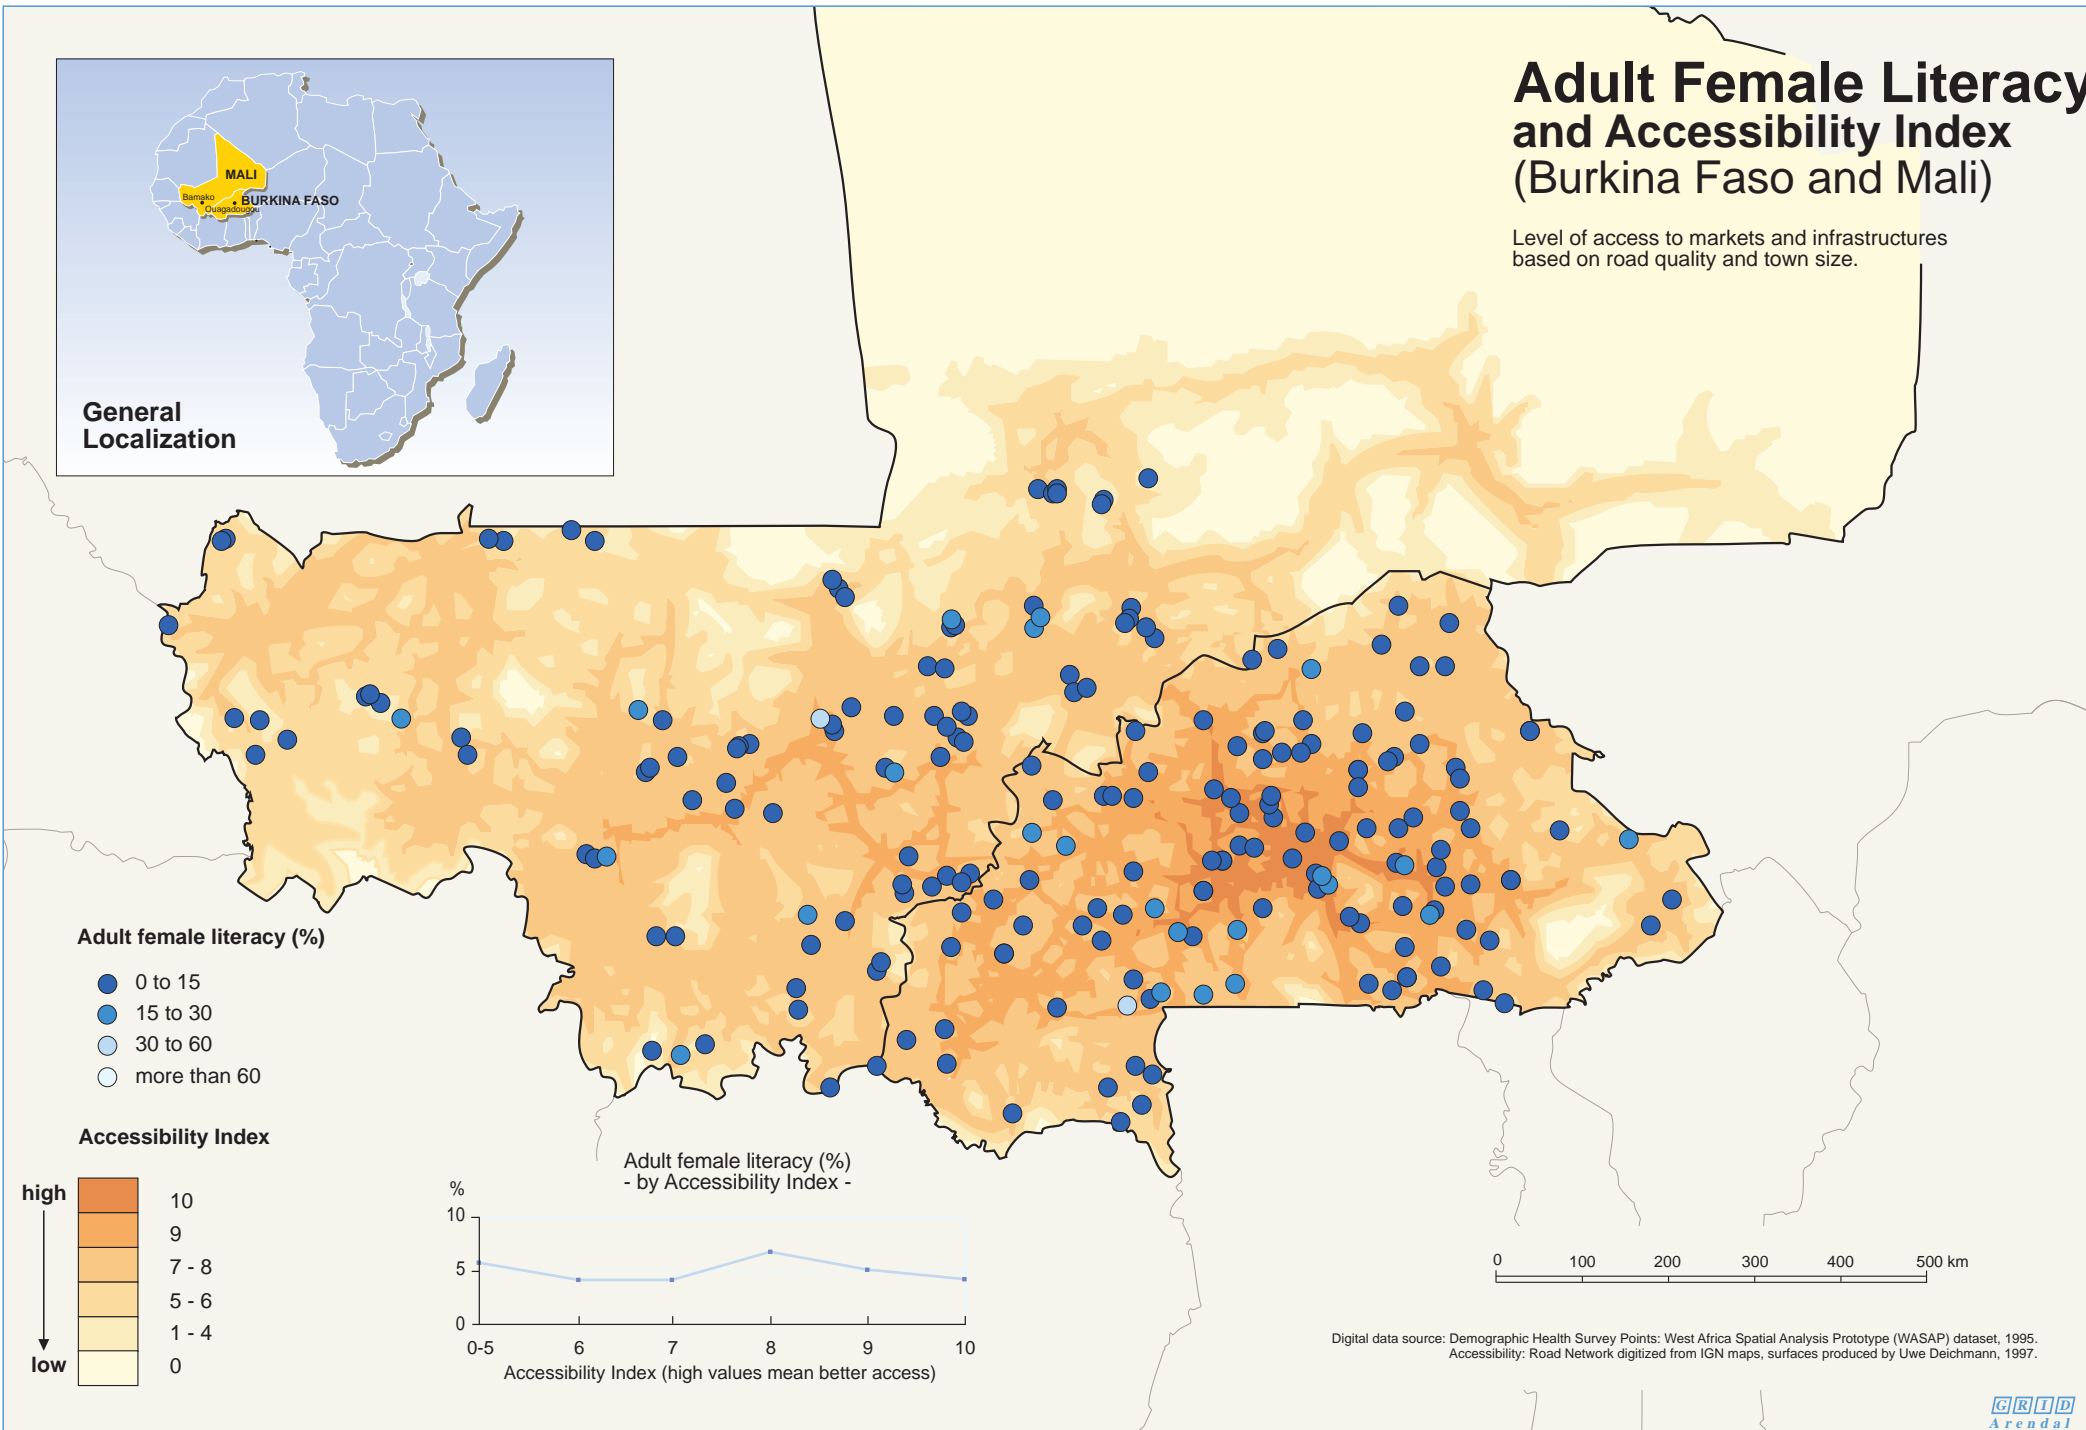 Adult Female Literacy
and Accessibility Index
(Burkina Faso and Mali)
Level of access to markets and infrastructures
based on road quality and town size.
MALI
Bamako
BURKINA FASO
Ouagadougou
General
Localization
Adult female literacy (%)
0 to 15
15 to 30
30 to 60
more than 60
Accessibility Index
high
10
9
7 - 8
5 - 6
1 - 4
low
0
Adult female literacy (%)
- by Accessibility Index -
%
10
5
0
0-5 6 7 8 9 10
Accessibility Index (high values mean better access)
0 100 200 300 400 500 km
Digital data source: Demographic Health Survey Points: West Africa Spatial Analysis Prototype (WASAP) dataset, 1995.
Accessibility: Road Network digitized from IGN maps, surfaces produced by Uwe Deichmann, 1997.
GRID
Arendal